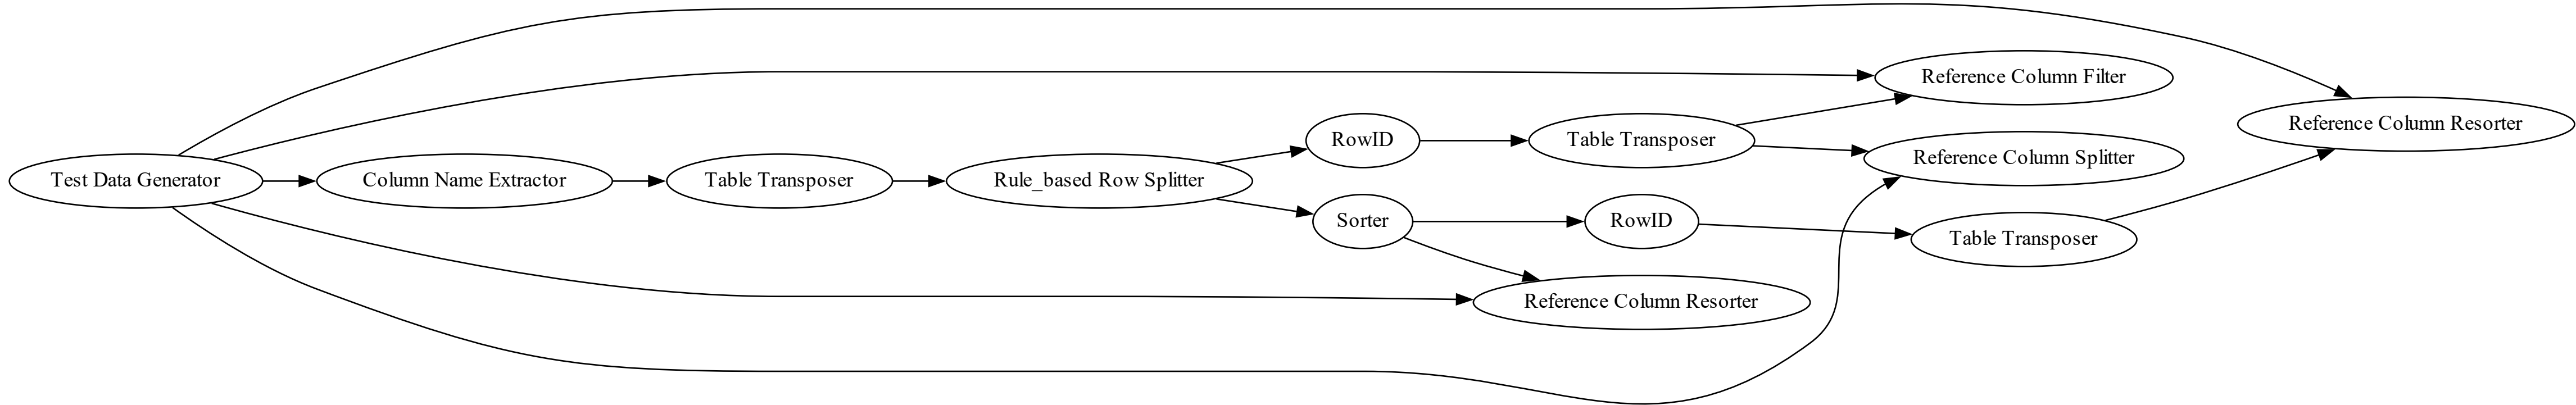 Test Data Generator
Column Name Extractor
Table Transposer
Rule_based Row Splitter
RowID
Table Transposer
Reference Column Filter
Reference Column Splitter
Reference Column Resorter
Sorter
RowID
Table Transposer
Reference Column Resorter